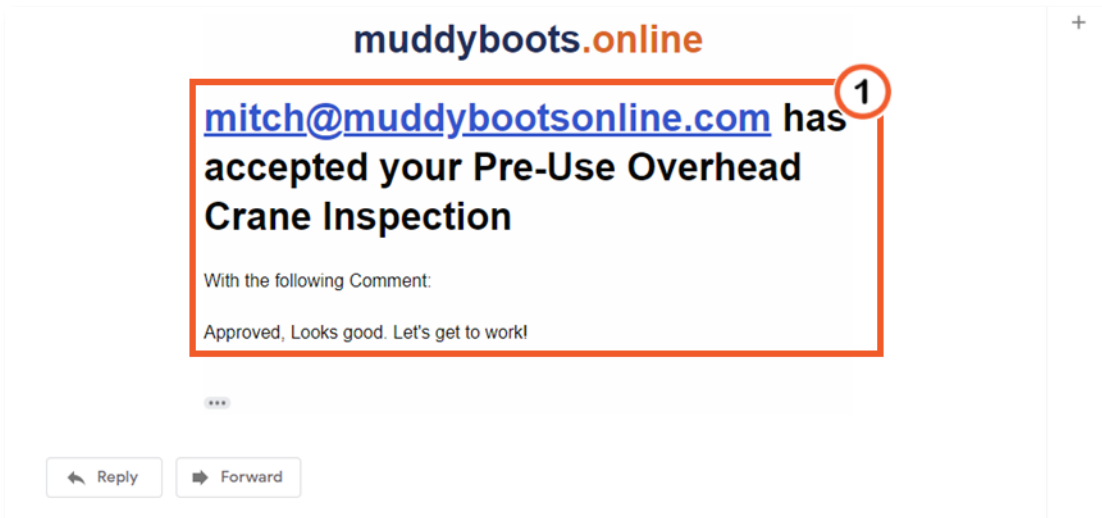 muddyboots.online
1
mitch@muddybootsonline.com has
accepted your Pre-Use Overhead
Crane Inspection
With the following Comment:
Approved, Looks good. Let's get to work!
Reply
Forward